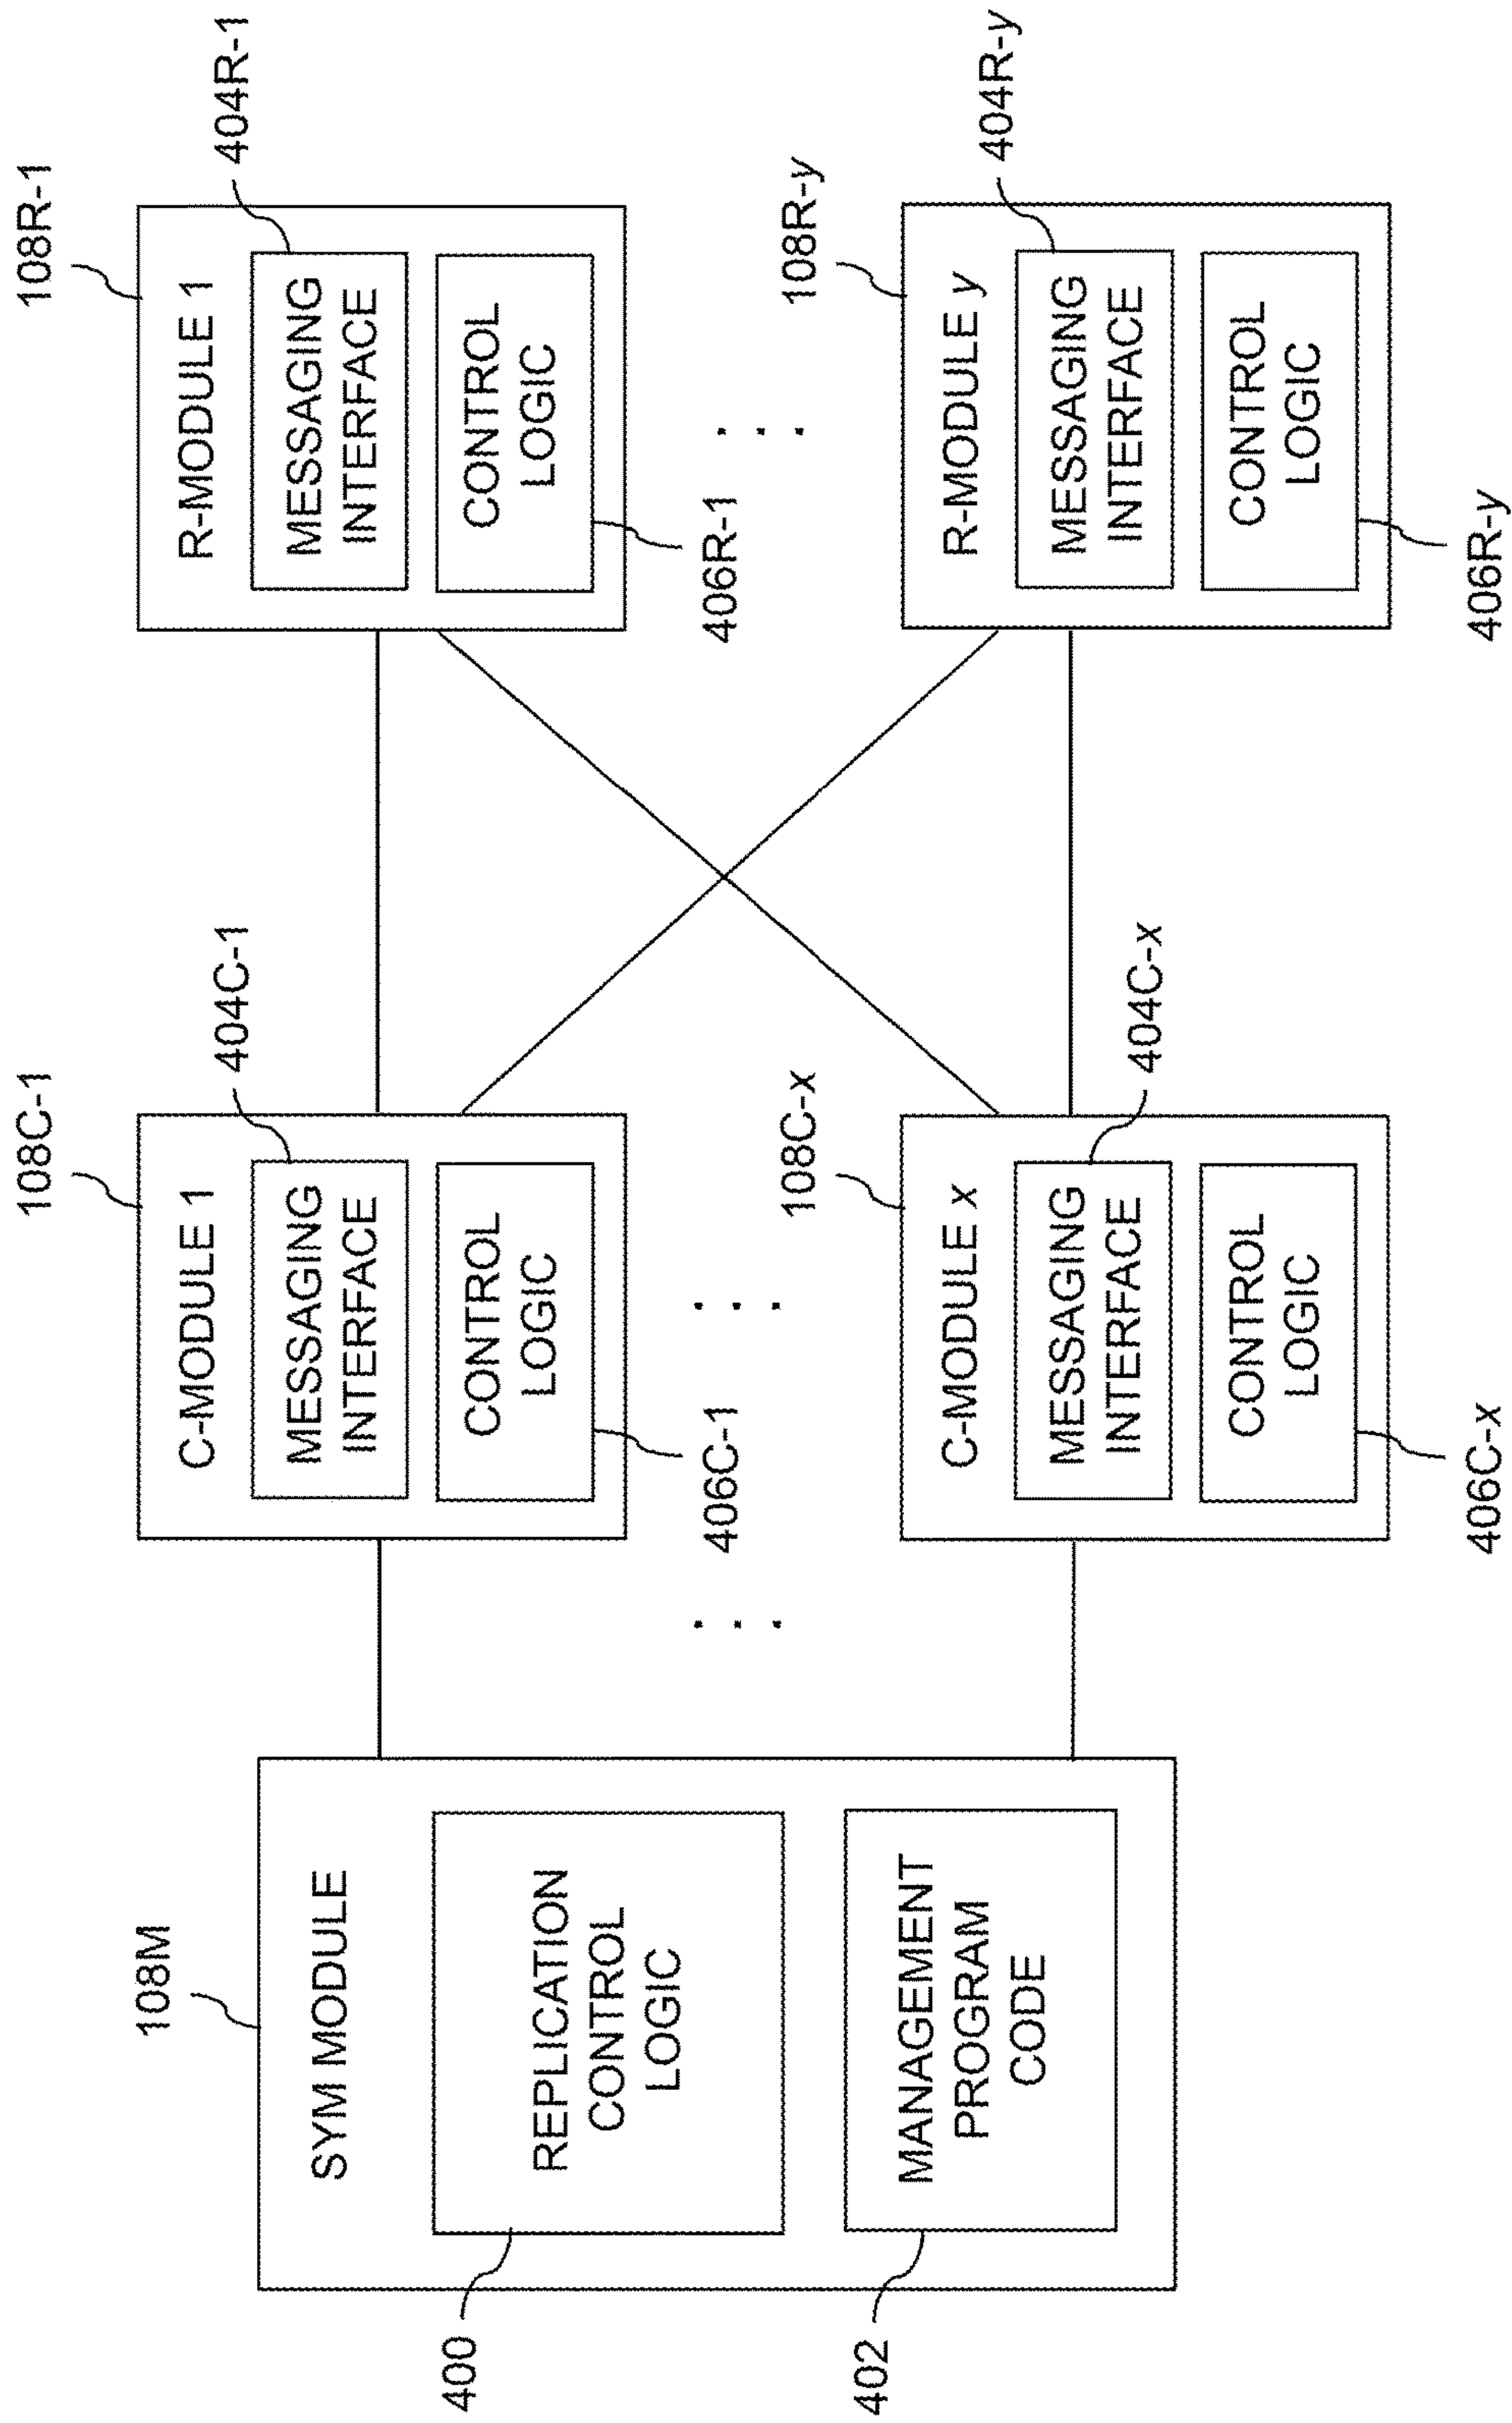 108M
SYM MODULE
REPLICATION
CONTROL
LOGIC
400
MANAGEMENT
PROGRAM
CODE
402
108C-1
C-MODULE 1
404C-1
MESSAGING
INTERFACE
CONTROL
LOGIC
406C-1
108C-x
C-MODULE x
404C-x
MESSAGING
INTERFACE
CONTROL
LOGIC
406C-x
108R-1
R-MODULE 1
404R-1
MESSAGING
INTERFACE
CONTROL
LOGIC
406R-1
108R-y
R-MODULE y
404R-y
MESSAGING
INTERFACE
CONTROL
LOGIC
406R-y